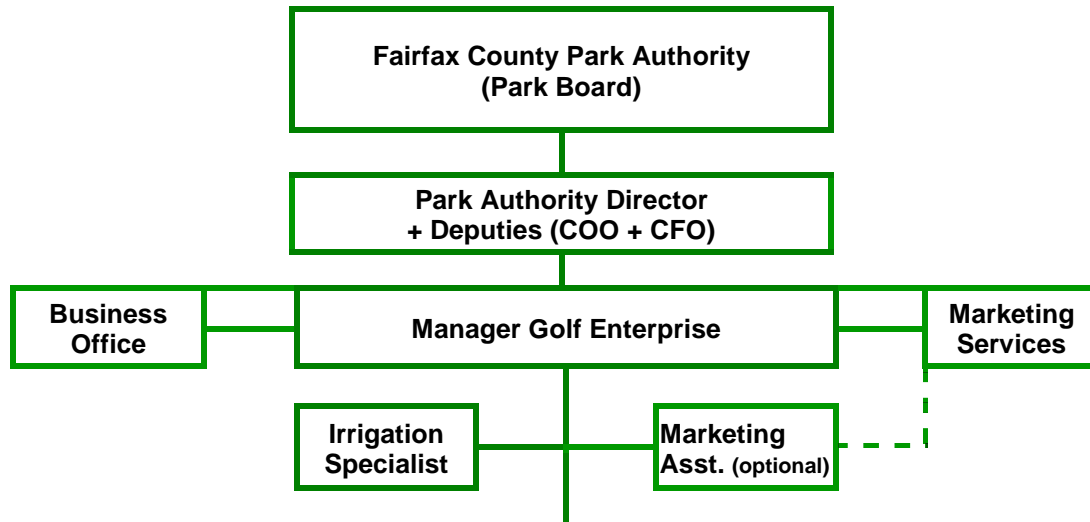 Fairfax County Park Authority
(Park Board)
Park Authority Director
+ Deputies (COO + CFO)
Business
Office
Manager Golf Enterprise
Marketing
Services
Irrigation
Specialist
Marketing
Asst. (optional)